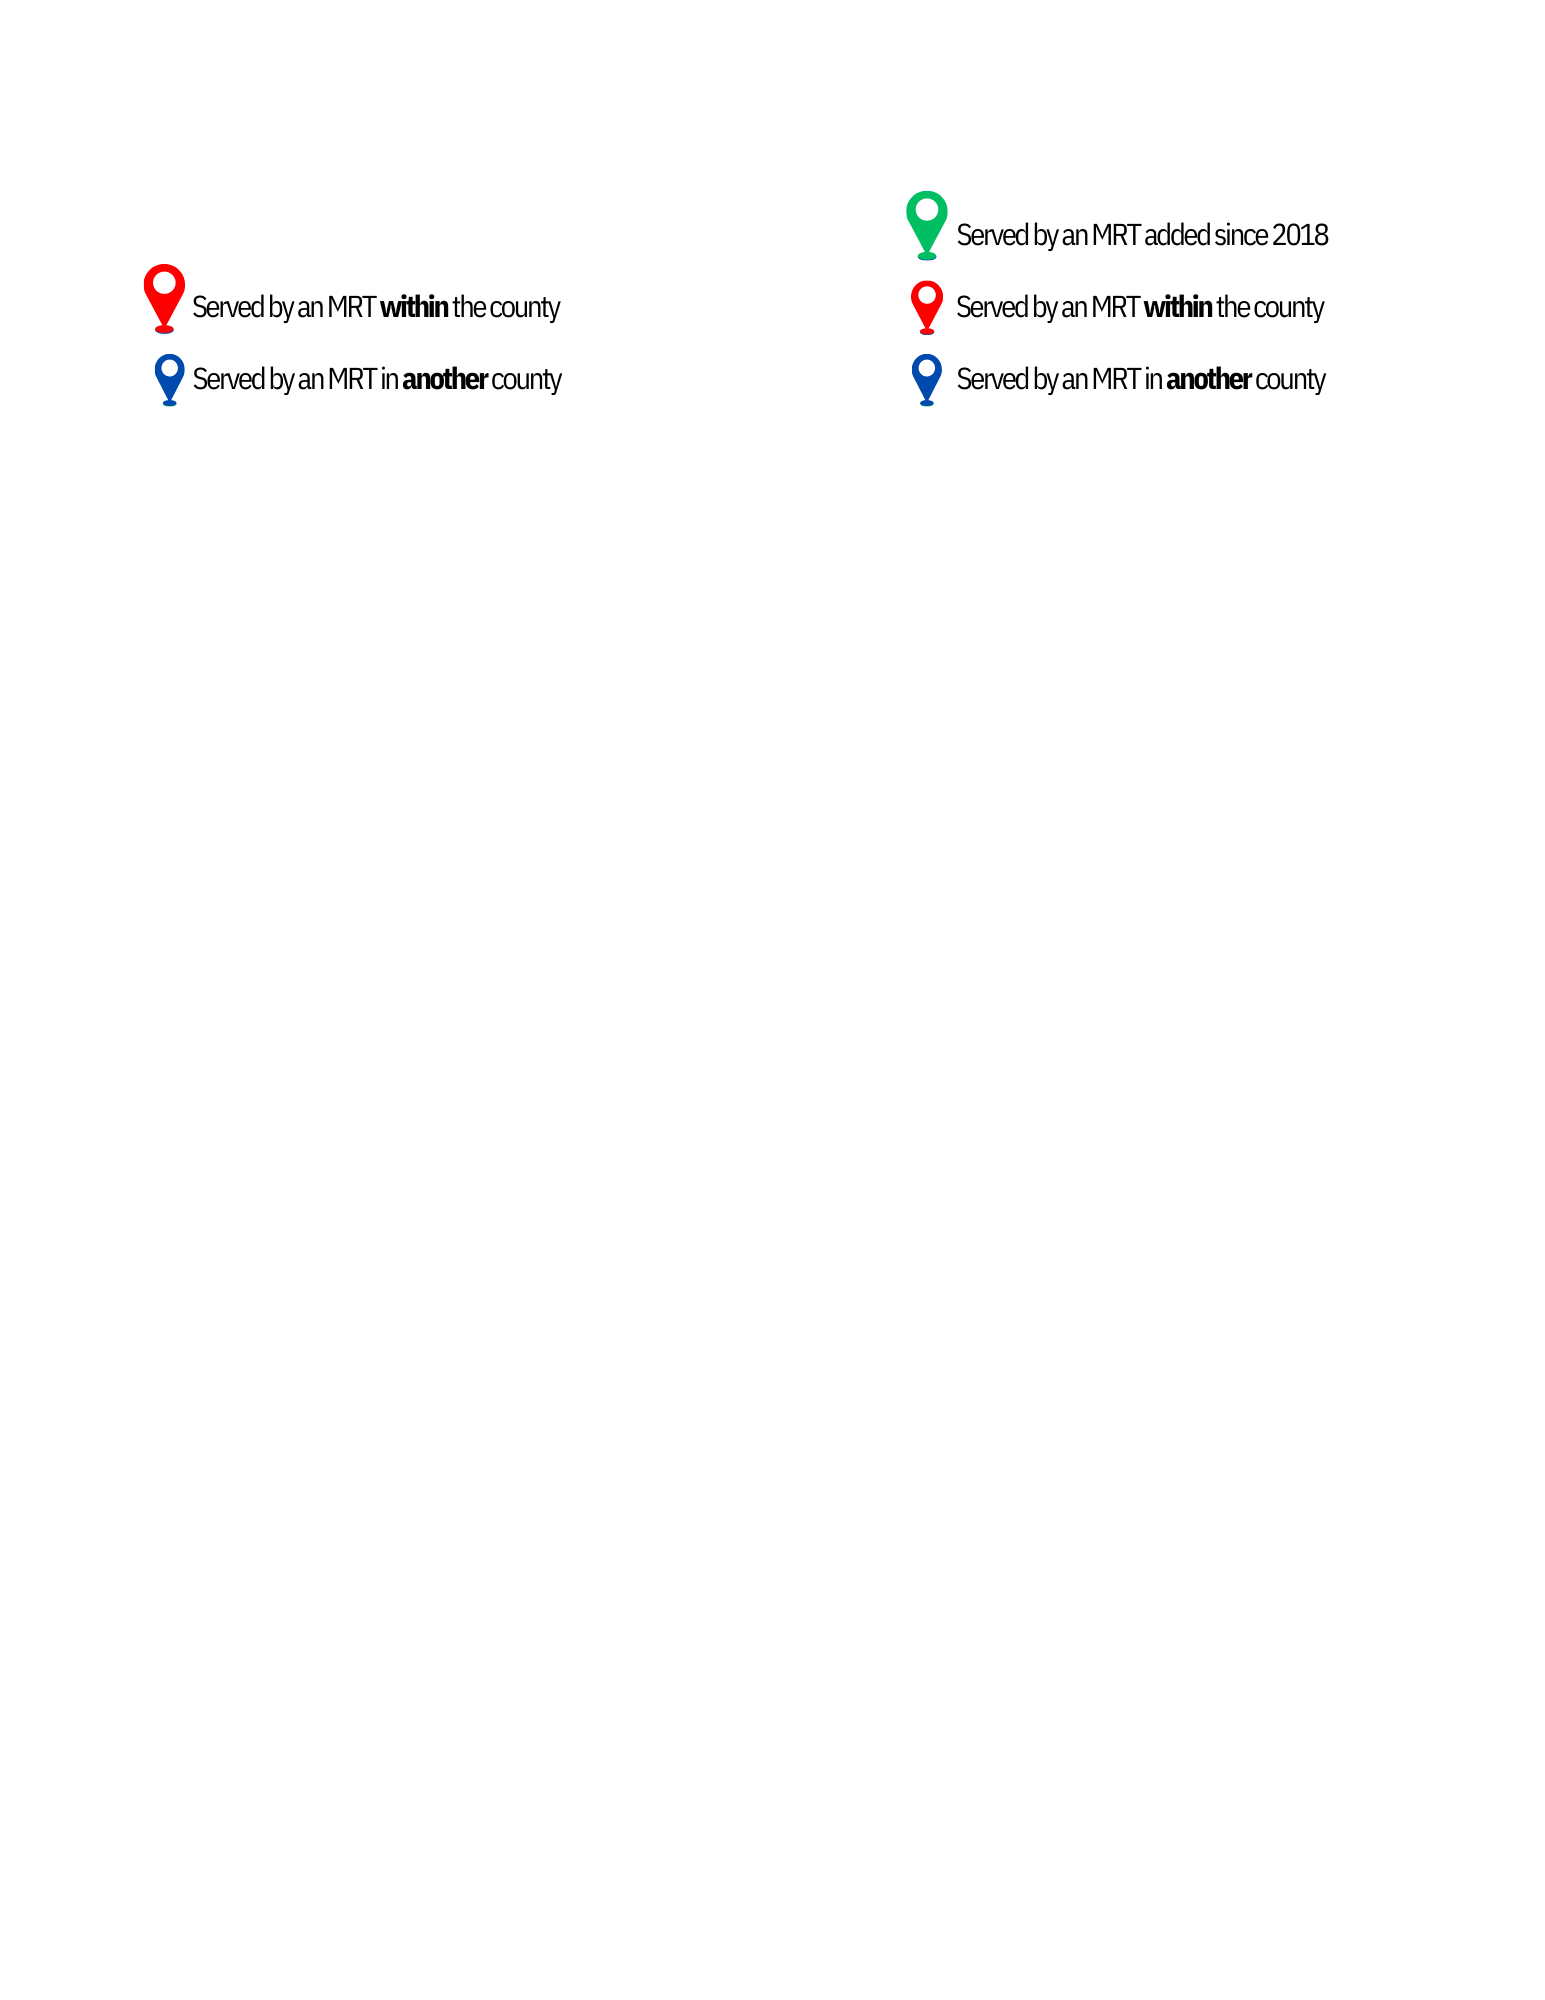 Served by an MRT within the county
Served by an MRT in another county
Served by an MRT added since 2018
Served by an MRT within the county
Served by an MRT in another county